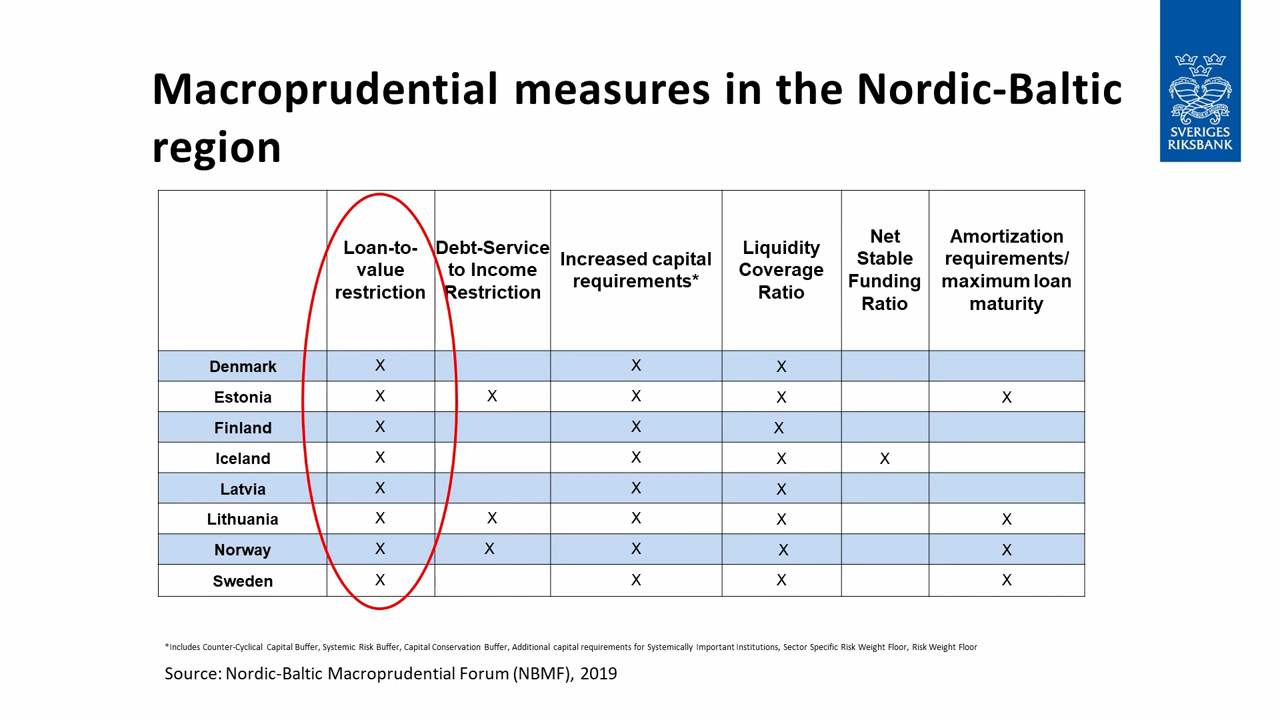 Macroprudential measures in the Nordic-Baltic
region
SVERIGES
RIKSBANK
Loan-to-
value
restriction
Debt-Service
to Income
Restriction
Increased capital
requirements*
Liquidity
Coverage
Ratio
Net
Stable
Funding
Ratio
Amortization
requirements/
maximum loan
maturity
Denmark X X X
Estonia X X X X X
Finland X X X
Iceland X X X X
Latvia X X X
Lithuania X X X X X
Norway X X X X X
Sweden X X X X
*Includes Counter-Cyclical Capital Buffer, Systemic Risk Buffer, Capital Conservation Buffer, Additional capital requirements for Systemically Important Institutions, Sector Specific Risk Weight Floor, Risk Weight Floor
Source: Nordic-Baltic Macroprudential Forum (NBMF), 2019